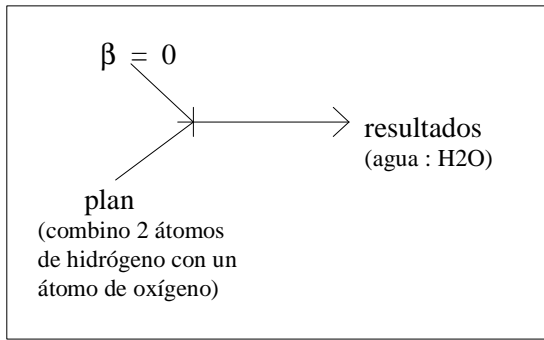 β = 0
resultados
(agua : H2O)
plan
(combino 2 átomos
de hidrógeno con un
átomo de oxígeno)